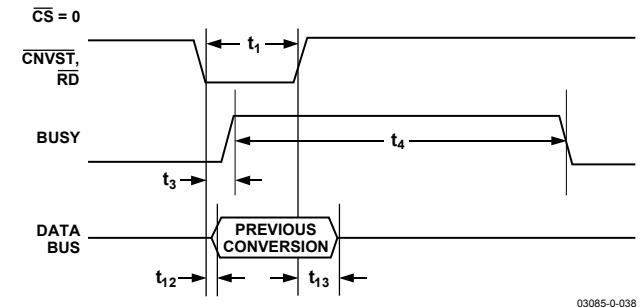 CS = 0
CNVST,
RD
t1
BUSY
t4
t3
DATA
BUS
PREVIOUS
CONVERSION
t12
t13
03085-0-038